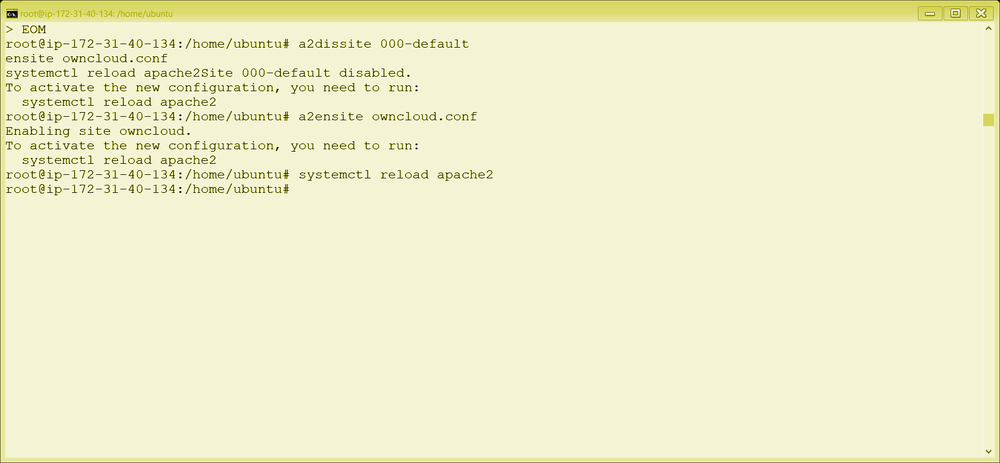 root@ip-172-31-40-134: /home/ubuntu
> EOM
root@ip-172-31-40-134:/home/ubuntu# a2dissite 000-default
ensite owncloud.conf
systemctl reload apache2Site 000-default disabled.
To activate the new configuration, you need to run:
  systemctl reload apache2
root@ip-172-31-40-134:/home/ubuntu# a2ensite owncloud.conf
Enabling site owncloud.
To activate the new configuration, you need to run:
  systemctl reload apache2
root@ip-172-31-40-134:/home/ubuntu# systemctl reload apache2
root@ip-172-31-40-134:/home/ubuntu#